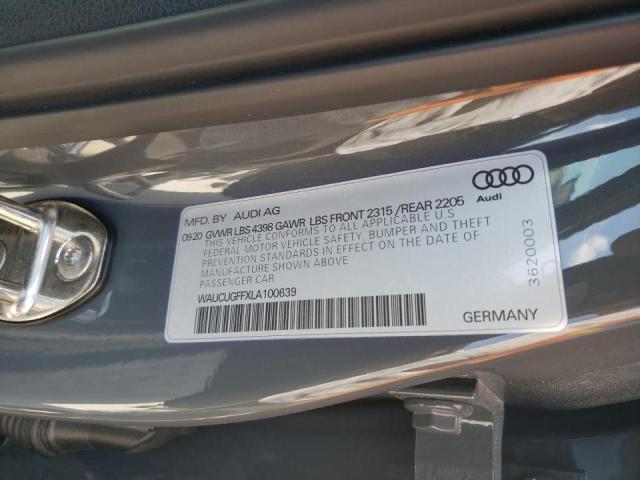 MFD. BY AUDI AG
09 20 GVWR LBS 4398 GAWR LBS FRONT 2315 /REAR 2205
THIS VEHICLE CONFORMS TO ALL APPLICABLE U S
FEDERAL MOTOR VEHICLE SAFETY, BUMPER AND THEFT
PREVENTION STANDARDS IN EFFECT ON THE DATE OF
MANUFACTURE SHOWN ABOVE
PASSENGER CAR
WAUCUGFFXLA100639
Audi
3620003
GERMANY